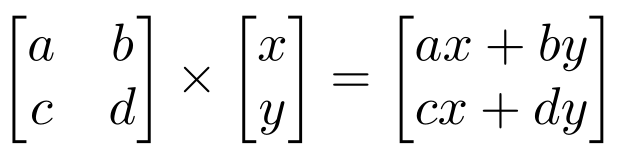 [a b; c d] × [x; y] = [ax + by; cx + dy]